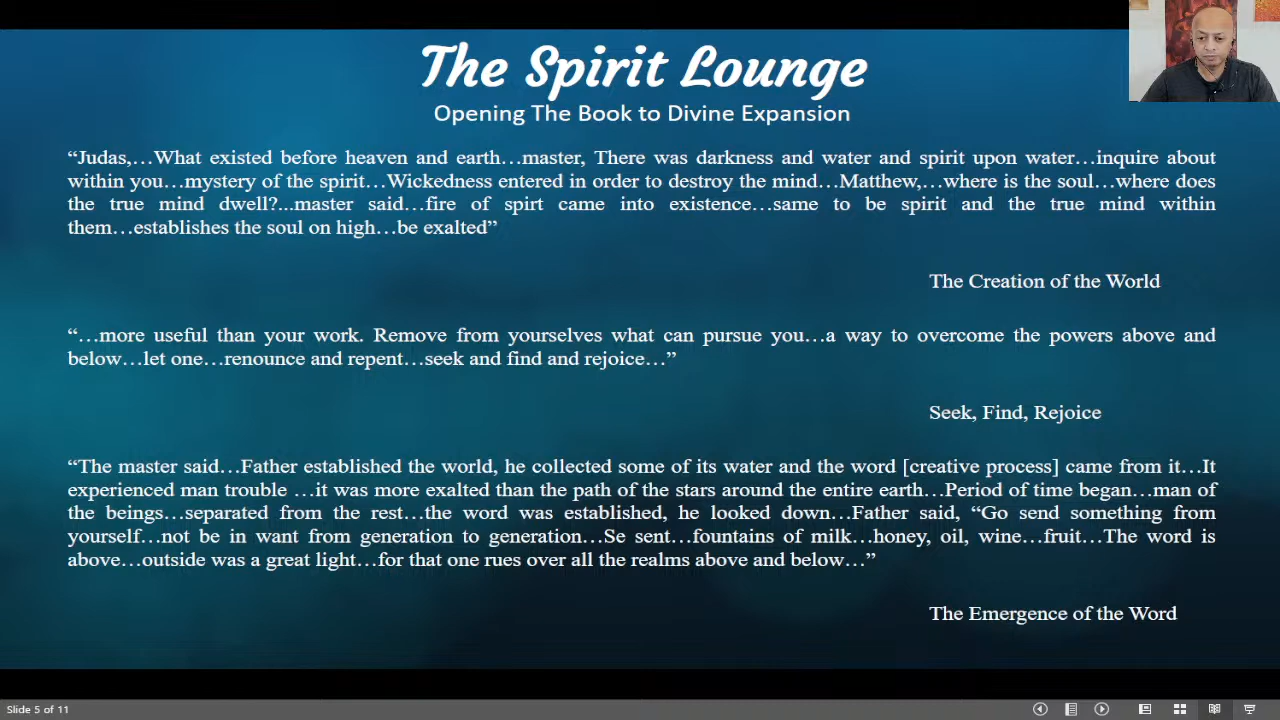 The Spirit Lounge
Opening The Book to Divine Expansion
“Judas,…What existed before heaven and earth…master, There was darkness and water and spirit upon water…inquire about
within you…mystery of the spirit…Wickedness entered in order to destroy the mind…Matthew,…where is the soul…where does
the true mind dwell?...master said…fire of spirt came into existence…same to be spirit and the true mind within
them…establishes the soul on high…be exalted”
The Creation of the World
“…more useful than your work. Remove from yourselves what can pursue you…a way to overcome the powers above and
below…let one…renounce and repent…seek and find and rejoice…”
Seek, Find, Rejoice
“The master said…Father established the world, he collected some of its water and the word [creative process] came from it…It
experienced man trouble …it was more exalted than the path of the stars around the entire earth…Period of time began…man of
the beings…separated from the rest…the word was established, he looked down…Father said, “Go send something from
yourself…not be in want from generation to generation…Se sent…fountains of milk…honey, oil, wine…fruit…The word is
above…outside was a great light…for that one rues over all the realms above and below…”
The Emergence of the Word
Slide 5 of 11